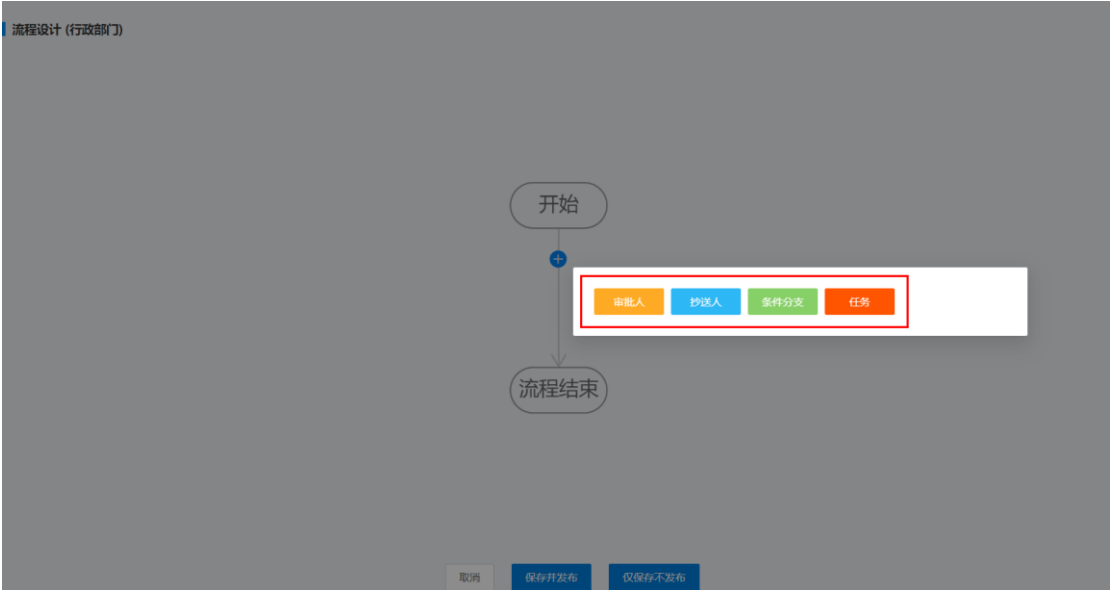 流程设计 (行政部门)
开始
审批人 抄送人 条件分支 任务
流程结束
取消 保存并发布 仅保存不发布